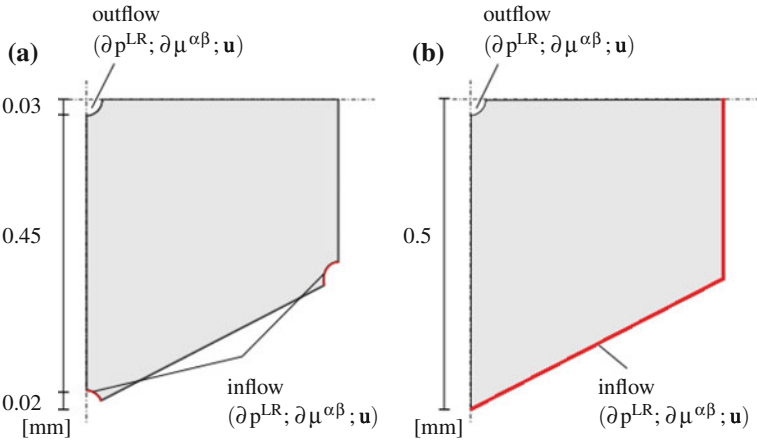 (a)
outflow
(∂p^LR; ∂μ^αβ; u)
0.03
0.45
0.02
[mm]
inflow
(∂p^LR; ∂μ^αβ; u)
(b)
outflow
(∂p^LR; ∂μ^αβ; u)
0.5
[mm]
inflow
(∂p^LR; ∂μ^αβ; u)